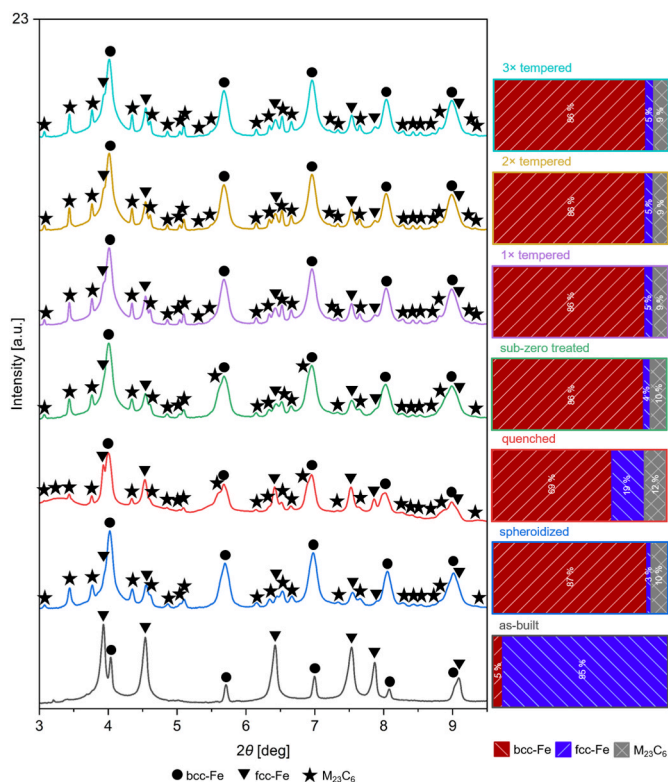 23
3× tempered
86 %
5 %
9 %
2× tempered
86 %
5 %
9 %
1× tempered
86 %
5 %
9 %
sub-zero treated
86 %
4 %
10 %
quenched
69 %
19 %
12 %
spheroidized
87 %
3 %
10 %
as-built
5 %
95 %
Intensity [a.u.]
3 4 5 6 7 8 9
2θ [deg]
bcc-Fe fcc-Fe M₂₃C₆
bcc-Fe fcc-Fe M₂₃C₆